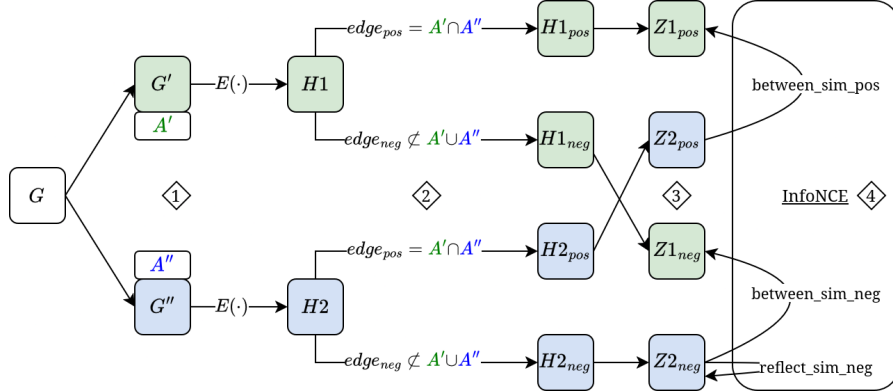 edge_pos = A′∩A″
H1_pos
Z1_pos
G′
E(·)
H1
between_sim_pos
A′
edge_neg ⊄ A′∪A″
H1_neg
Z2_pos
G
1
2
3
InfoNCE
4
A″
edge_pos = A′∩A″
H2_pos
Z1_neg
G″
E(·)
H2
between_sim_neg
edge_neg ⊄ A′∪A″
H2_neg
Z2_neg
reflect_sim_neg